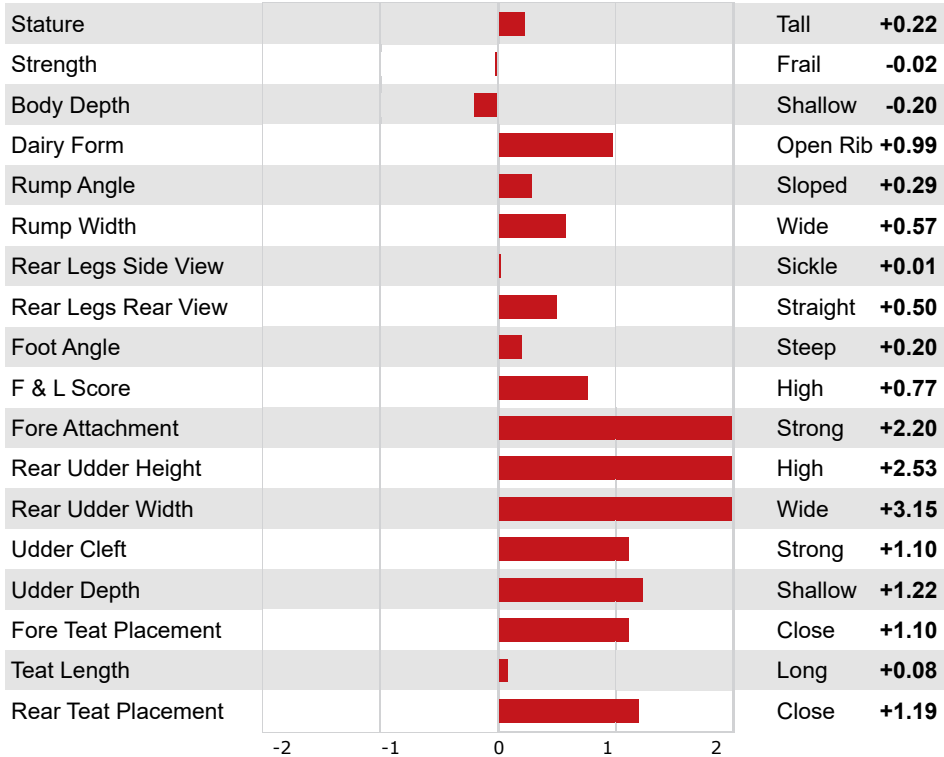 Stature Tall +0.22
Strength Frail -0.02
Body Depth Shallow -0.20
Dairy Form Open Rib +0.99
Rump Angle Sloped +0.29
Rump Width Wide +0.57
Rear Legs Side View Sickle +0.01
Rear Legs Rear View Straight +0.50
Foot Angle Steep +0.20
F & L Score High +0.77
Fore Attachment Strong +2.20
Rear Udder Height High +2.53
Rear Udder Width Wide +3.15
Udder Cleft Strong +1.10
Udder Depth Shallow +1.22
Fore Teat Placement Close +1.10
Teat Length Long +0.08
Rear Teat Placement Close +1.19
-2 -1 0 1 2